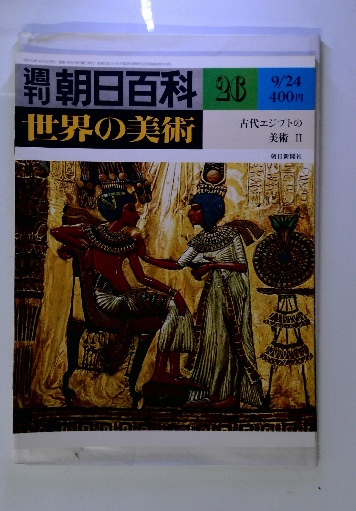 週刊 朝日百科
世界の美術
26
9/24
400円
古代エジプトの
美術 II
朝日新聞社